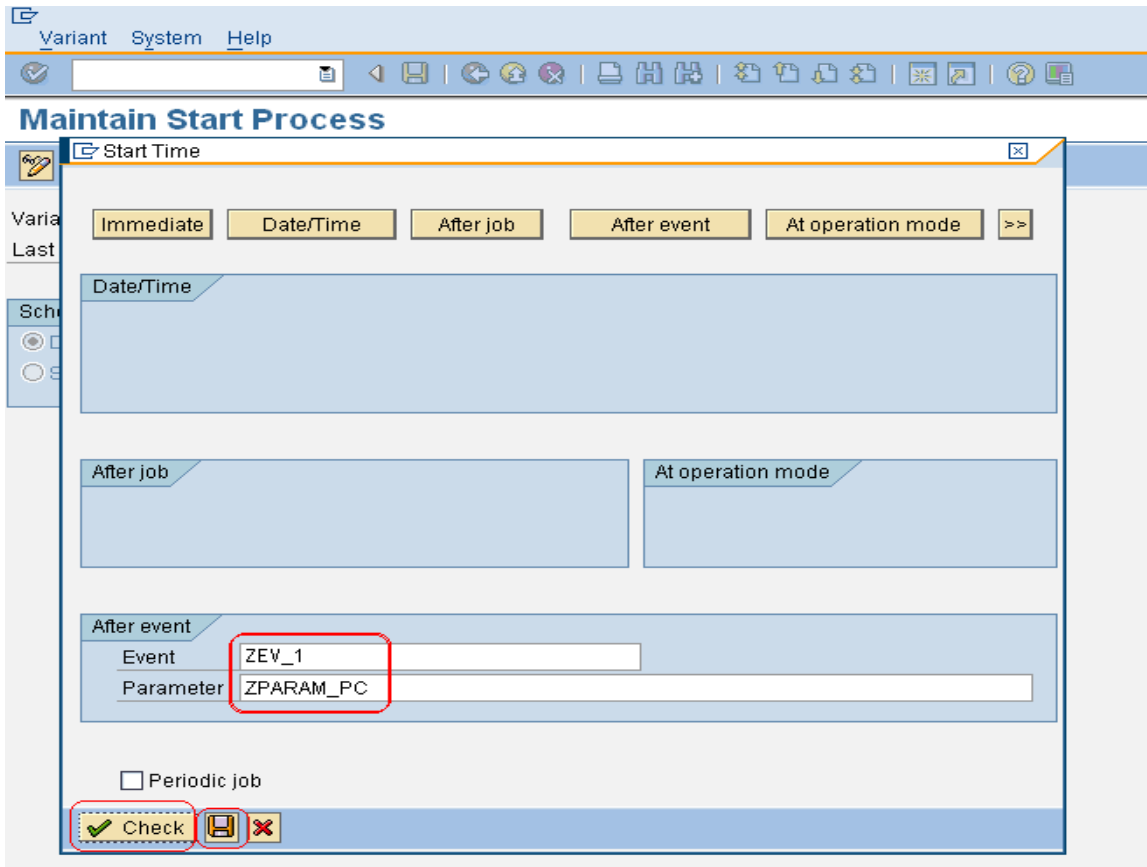 Variant System Help
Maintain Start Process
Start Time
Immediate Date/Time After job After event At operation mode >>
Varia
Last
Date/Time
Sche
After job At operation mode
After event
Event ZEV_1
Parameter ZPARAM_PC
Periodic job
Check